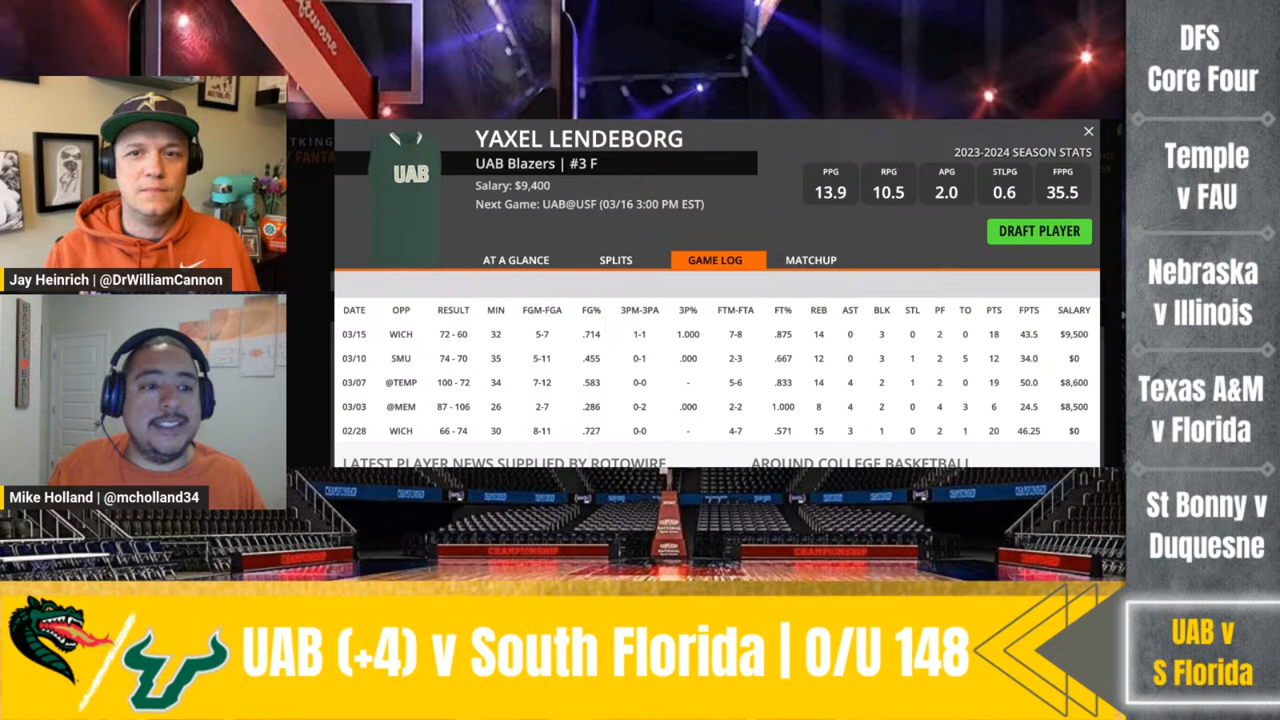 DFS
Core Four
Temple
v FAU
Nebraska
v Illinois
Texas A&M
v Florida
St Bonny v
Duquesne
UAB v
S Florida
Jay Heinrich | @DrWilliamCannon
Mike Holland | @mcholland34
UAB
YAXEL LENDEBORG
UAB Blazers | #3 F
Salary: $9,400
Next Game: UAB@USF (03/16 3:00 PM EST)
2023-2024 SEASON STATS
PPG RPG APG STLPG FPPG
13.9 10.5 2.0 0.6 35.5
DRAFT PLAYER
AT A GLANCE SPLITS GAME LOG MATCHUP
DATE OPP RESULT MIN FGM-FGA FG% 3PM-3PA 3P% FTM-FTA FT% REB AST BLK STL PF TO PTS FPTS SALARY
03/15 WICH 72 - 60 32 5-7 .714 1-1 1.000 7-8 .875 14 0 3 0 2 0 18 43.5 $9,500
03/10 SMU 74 - 70 35 5-11 .455 0-1 .000 2-3 .667 12 0 3 1 2 5 12 34.0 $0
03/07 @TEMP 100 - 72 34 7-12 .583 0-0 - 5-6 .833 14 4 2 1 2 0 19 50.0 $8,600
03/03 @MEM 87 - 106 26 2-7 .286 0-2 .000 2-2 1.000 8 4 2 0 4 3 6 24.5 $8,500
02/28 WICH 66 - 74 30 8-11 .727 0-0 - 4-7 .571 15 3 1 0 2 1 20 46.25 $0
LATEST PLAYER NEWS SUPPLIED BY ROTOWIRE AROUND COLLEGE BASKETBALL
CHAMPIONSHIP
CHAMPIONSHIP
UAB (+4) v South Florida | O/U 148